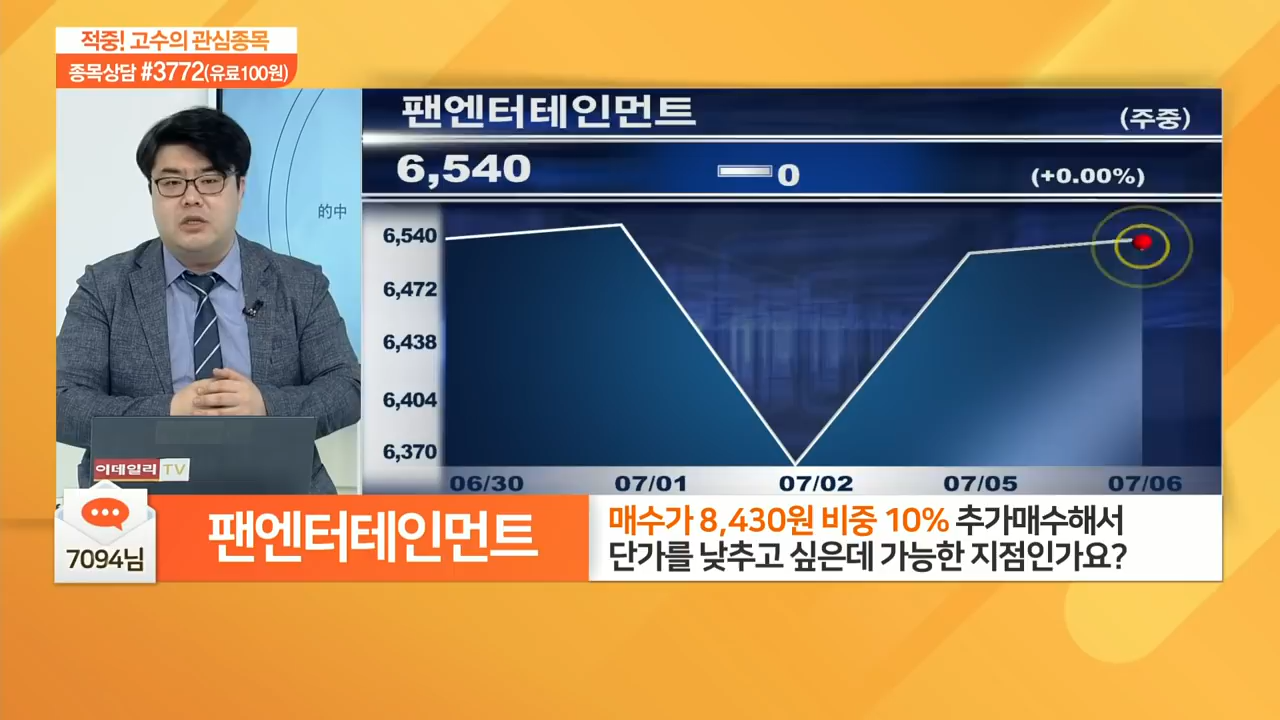 적중! 고수의 관심종목
종목상담 #3772(유료100원)
的中
팬엔터테인먼트 (주중)
6,540 0 (+0.00%)
6,540
6,472
6,438
6,404
6,370
06/30 07/01 07/02 07/05 07/06
이데일리 TV
7094님
팬엔터테인먼트
매수가 8,430원 비중 10% 추가매수해서
단가를 낮추고 싶은데 가능한 지점인가요?